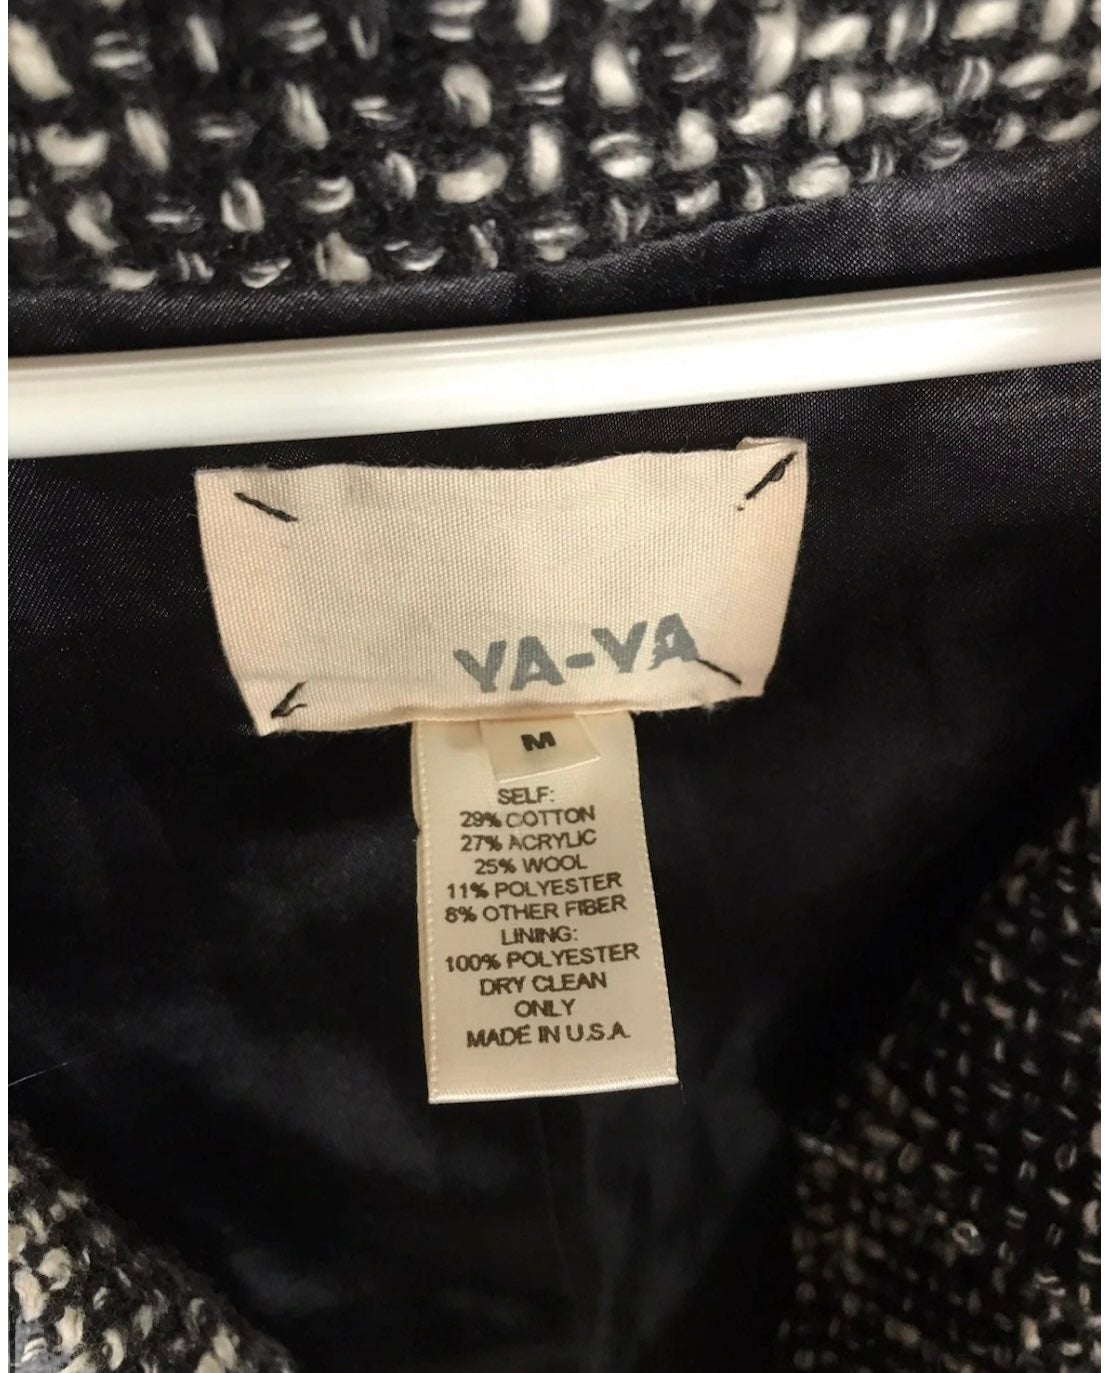 YA-YA
M
SELF:
29% COTTON
27% ACRYLIC
25% WOOL
11% POLYESTER
8% OTHER FIBER
LINING:
100% POLYESTER
DRY CLEAN
ONLY
MADE IN U.S.A.